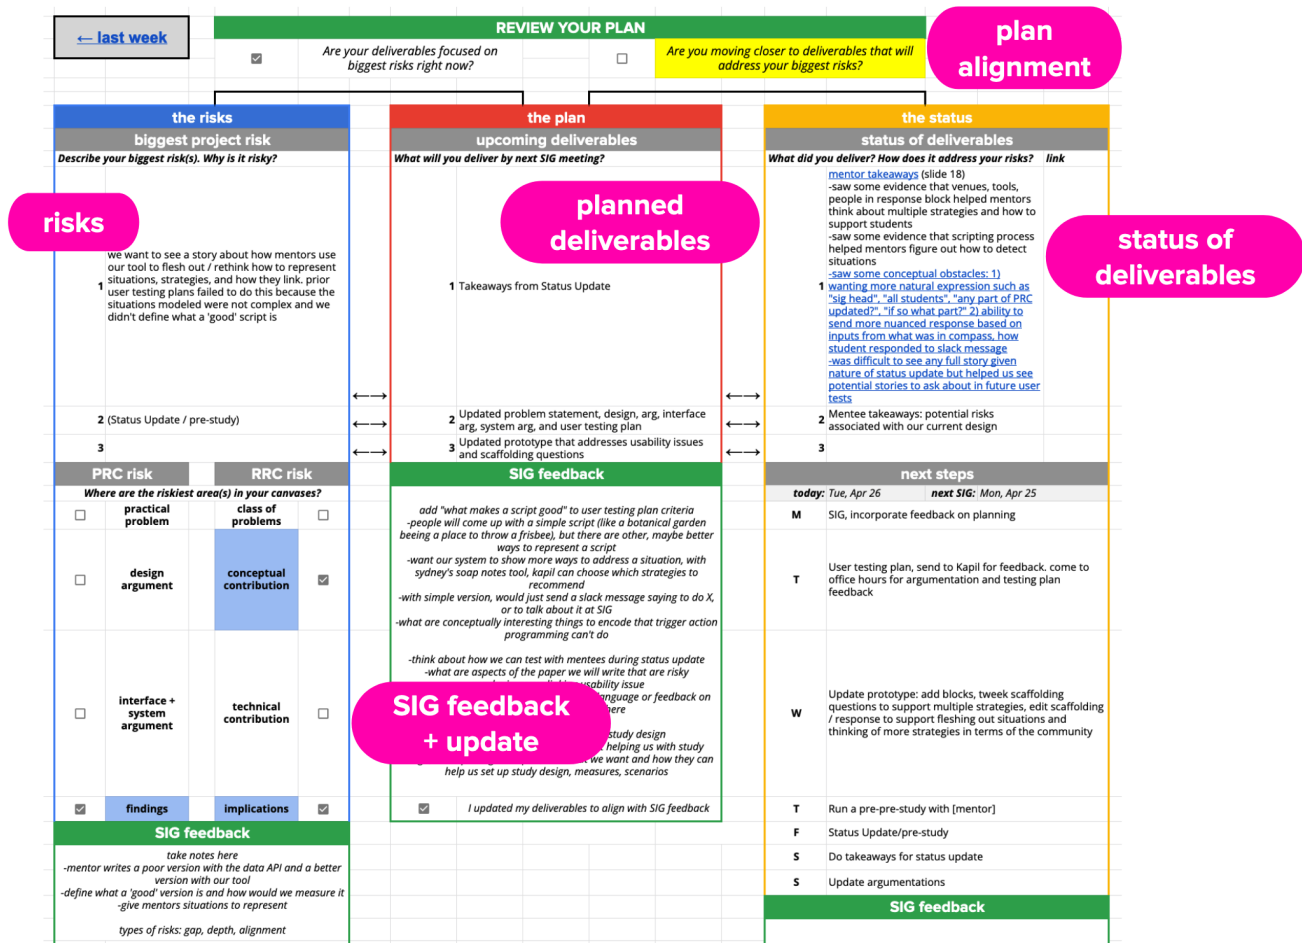 ← last week
REVIEW YOUR PLAN
Are your deliverables focused on
biggest risks right now?
Are you moving closer to deliverables that will
address your biggest risks?
plan
alignment
the risks
biggest project risk
Describe your biggest risk(s). Why is it risky?
risks
1
we want to see a story about how mentors use
our tool to flesh out / rethink how to represent
situations, strategies, and how they link. prior
user testing plans failed to do this because the
situations modeled were not complex and we
didn't define what a 'good' script is
2 (Status Update / pre-study)
3
the plan
upcoming deliverables
What will you deliver by next SIG meeting?
planned
deliverables
1 Takeaways from Status Update
2 Updated problem statement, design, arg, interface
arg, system arg, and user testing plan
3 Updated prototype that addresses usability issues
and scaffolding questions
the status
status of deliverables
What did you deliver? How does it address your risks? link
status of
deliverables
1
mentor takeaways (slide 18)
-saw some evidence that venues, tools,
people in response block helped mentors
think about multiple strategies and how to
support students
-saw some evidence that scripting process
helped mentors figure out how to detect
situations
-saw some conceptual obstacles: 1)
wanting more natural expression such as
"sig head", "all students", "any part of PRC
updated?", "if so what part?" 2) ability to
send more nuanced response based on
inputs from what was in compass, how
student responded to slack message
-was difficult to see any full story given
nature of status update but helped us see
potential stories to ask about in future user
tests
2 Mentee takeaways: potential risks
associated with our current design
3
PRC risk
RRC risk
Where are the riskiest area(s) in your canvases?
practical
problem
class of
problems
design
argument
conceptual
contribution
interface +
system
argument
technical
contribution
findings
implications
SIG feedback
take notes here
-mentor writes a poor version with the data API and a better
version with our tool
-define what a 'good' version is and how would we measure it
-give mentors situations to represent
types of risks: gap, depth, alignment
SIG feedback
add "what makes a script good" to user testing plan criteria
-people will come up with a simple script (like a botanical garden
beeing a place to throw a frisbee), but there are other, maybe better
ways to represent a script
-want our system to show more ways to address a situation, with
sydney's soap notes tool, kapil can choose which strategies to
recommend
-with simple version, would just send a slack message saying to do X,
or to talk about it at SIG
-what are conceptually interesting things to encode that trigger action
programming can't do
-think about how we can test with mentees during status update
-what are aspects of the paper we will write that are risky
usability issue
language or feedback on
here
study design
helping us with study
we want and how they can
help us set up study design, measures, scenarios
SIG feedback
+ update
I updated my deliverables to align with SIG feedback
next steps
today: Tue, Apr 26 next SIG: Mon, Apr 25
M SIG, incorporate feedback on planning
T User testing plan, send to Kapil for feedback. come to
office hours for argumentation and testing plan
feedback
W Update prototype: add blocks, tweek scaffolding
questions to support multiple strategies, edit scaffolding
/ response to support fleshing out situations and
thinking of more strategies in terms of the community
T Run a pre-pre-study with [mentor]
F Status Update/pre-study
S Do takeaways for status update
S Update argumentations
SIG feedback